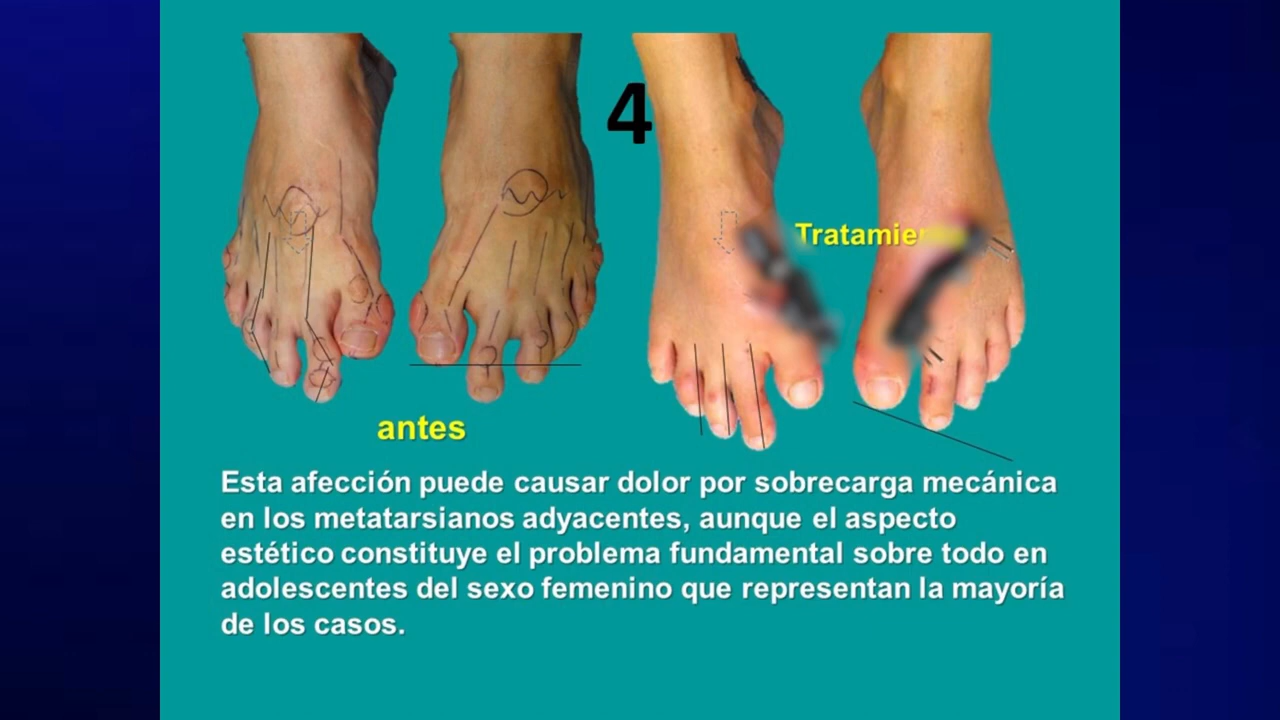 4
antes
Esta afección puede causar dolor por sobrecarga mecánica
en los metatarsianos adyacentes, aunque el aspecto
estético constituye el problema fundamental sobre todo en
adolescentes del sexo femenino que representan la mayoría
de los casos.